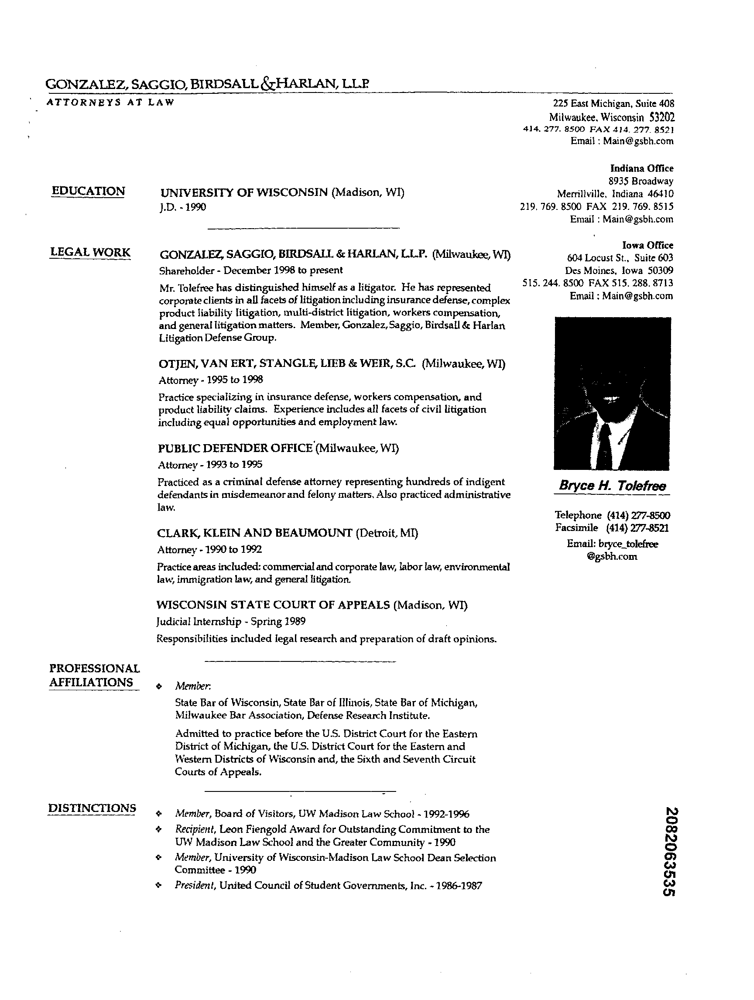 GONZALEZ, SAGGIO, BIRDSALL & HARLAN, L.L.P.
ATTORNEYS AT LAW
225 East Michigan, Suite 408
Milwaukee, Wisconsin 53202
414. 277. 8500 FAX 414. 277. 8521
Email : Main@gsbh.com
Indiana Office
8935 Broadway
Merrillville, Indiana 46410
219. 769. 8500 FAX 219. 769. 8515
Email : Main@gsbh.com
Iowa Office
604 Locust St., Suite 603
Des Moines, Iowa 50309
515. 244. 8500 FAX 515. 288. 8713
Email : Main@gsbh.com
Bryce H. Tolefree
Telephone (414) 277-8500
Facsimile (414) 277-8521
Email: bryce_tolefree
@gsbh.com
EDUCATION
UNIVERSITY OF WISCONSIN (Madison, WI)
J.D. - 1990
LEGAL WORK
GONZALEZ, SAGGIO, BIRDSALL & HARLAN, L.L.P. (Milwaukee, WI)
Shareholder - December 1998 to present
Mr. Tolefree has distinguished himself as a litigator. He has represented
corporate clients in all facets of litigation including insurance defense, complex
product liability litigation, multi-district litigation, workers compensation,
and general litigation matters. Member, Gonzalez, Saggio, Birdsall & Harlan
Litigation Defense Group.
OTJEN, VAN ERT, STANGLE, LIEB & WEIR, S.C. (Milwaukee, WI)
Attorney - 1995 to 1998
Practice specializing in insurance defense, workers compensation, and
product liability claims. Experience includes all facets of civil litigation
including equal opportunities and employment law.
PUBLIC DEFENDER OFFICE (Milwaukee, WI)
Attorney - 1993 to 1995
Practiced as a criminal defense attorney representing hundreds of indigent
defendants in misdemeanor and felony matters. Also practiced administrative
law.
CLARK, KLEIN AND BEAUMOUNT (Detroit, MI)
Attorney - 1990 to 1992
Practice areas included: commercial and corporate law, labor law, environmental
law, immigration law, and general litigation.
WISCONSIN STATE COURT OF APPEALS (Madison, WI)
Judicial Internship - Spring 1989
Responsibilities included legal research and preparation of draft opinions.
PROFESSIONAL
AFFILIATIONS
❖ Member:
State Bar of Wisconsin, State Bar of Illinois, State Bar of Michigan,
Milwaukee Bar Association, Defense Research Institute.
Admitted to practice before the U.S. District Court for the Eastern
District of Michigan, the U.S. District Court for the Eastern and
Western Districts of Wisconsin and, the Sixth and Seventh Circuit
Courts of Appeals.
DISTINCTIONS
❖ Member, Board of Visitors, UW Madison Law School - 1992-1996
❖ Recipient, Leon Fiengold Award for Outstanding Commitment to the
UW Madison Law School and the Greater Community - 1990
❖ Member, University of Wisconsin-Madison Law School Dean Selection
Committee - 1990
❖ President, United Council of Student Governments, Inc. - 1986-1987
2082063535